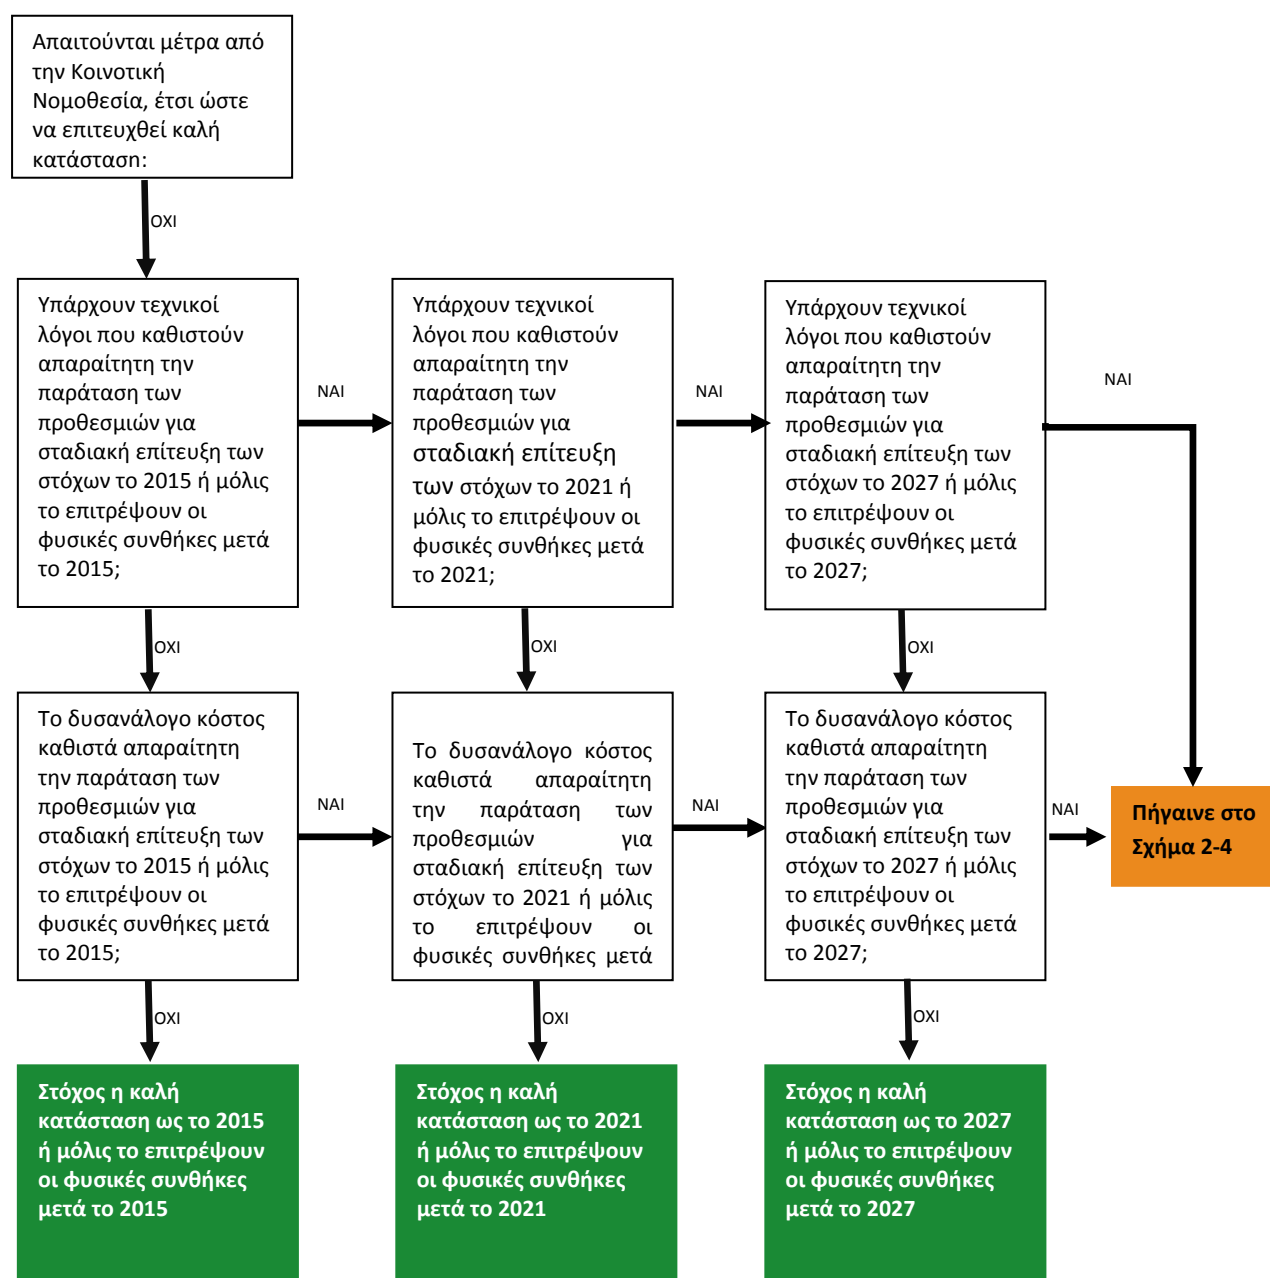 Απαιτούνται μέτρα από
την Κοινοτική
Νομοθεσία, έτσι ώστε
να επιτευχθεί καλή
κατάσταση:
ΟΧΙ
Υπάρχουν τεχνικοί
λόγοι που καθιστούν
απαραίτητη την
παράταση των
προθεσμιών για
σταδιακή επίτευξη των
στόχων το 2015 ή μόλις
το επιτρέψουν οι
φυσικές συνθήκες μετά
το 2015;
ΝΑΙ
Υπάρχουν τεχνικοί
λόγοι που καθιστούν
απαραίτητη την
παράταση των
προθεσμιών για
σταδιακή επίτευξη
των στόχων το 2021 ή
μόλις το επιτρέψουν οι
φυσικές συνθήκες μετά
το 2021;
ΝΑΙ
Υπάρχουν τεχνικοί
λόγοι που καθιστούν
απαραίτητη την
παράταση των
προθεσμιών για
σταδιακή επίτευξη των
στόχων το 2027 ή μόλις
το επιτρέψουν οι
φυσικές συνθήκες μετά
το 2027;
ΝΑΙ
ΟΧΙ
ΟΧΙ
ΟΧΙ
Το δυσανάλογο κόστος
καθιστά απαραίτητη
την παράταση των
προθεσμιών για
σταδιακή επίτευξη των
στόχων το 2015 ή μόλις
το επιτρέψουν οι
φυσικές συνθήκες μετά
το 2015;
ΝΑΙ
Το δυσανάλογο κόστος
καθιστά απαραίτητη
την παράταση των
προθεσμιών για
σταδιακή επίτευξη των
στόχων το 2021 ή μόλις
το επιτρέψουν οι
φυσικές συνθήκες μετά
ΝΑΙ
Το δυσανάλογο κόστος
καθιστά απαραίτητη
την παράταση των
προθεσμιών για
σταδιακή επίτευξη των
στόχων το 2027 ή μόλις
το επιτρέψουν οι
φυσικές συνθήκες μετά
το 2027;
ΝΑΙ
Πήγαινε στο
Σχήμα 2-4
ΟΧΙ
ΟΧΙ
ΟΧΙ
Στόχος η καλή
κατάσταση ως το 2015
ή μόλις το επιτρέψουν
οι φυσικές συνθήκες
μετά το 2015
Στόχος η καλή
κατάσταση ως το 2021
ή μόλις το επιτρέψουν
οι φυσικές συνθήκες
μετά το 2021
Στόχος η καλή
κατάσταση ως το 2027
ή μόλις το επιτρέψουν
οι φυσικές συνθήκες
μετά το 2027